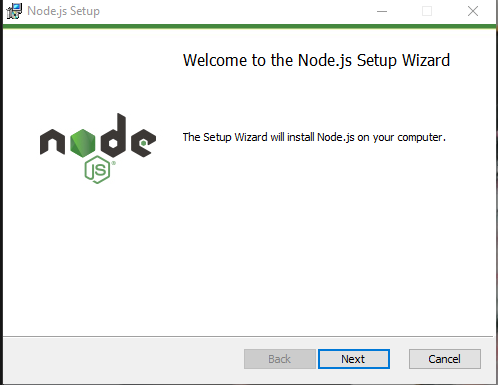 Node.js Setup
Welcome to the Node.js Setup Wizard
The Setup Wizard will install Node.js on your computer.
node
JS
Back
Next
Cancel